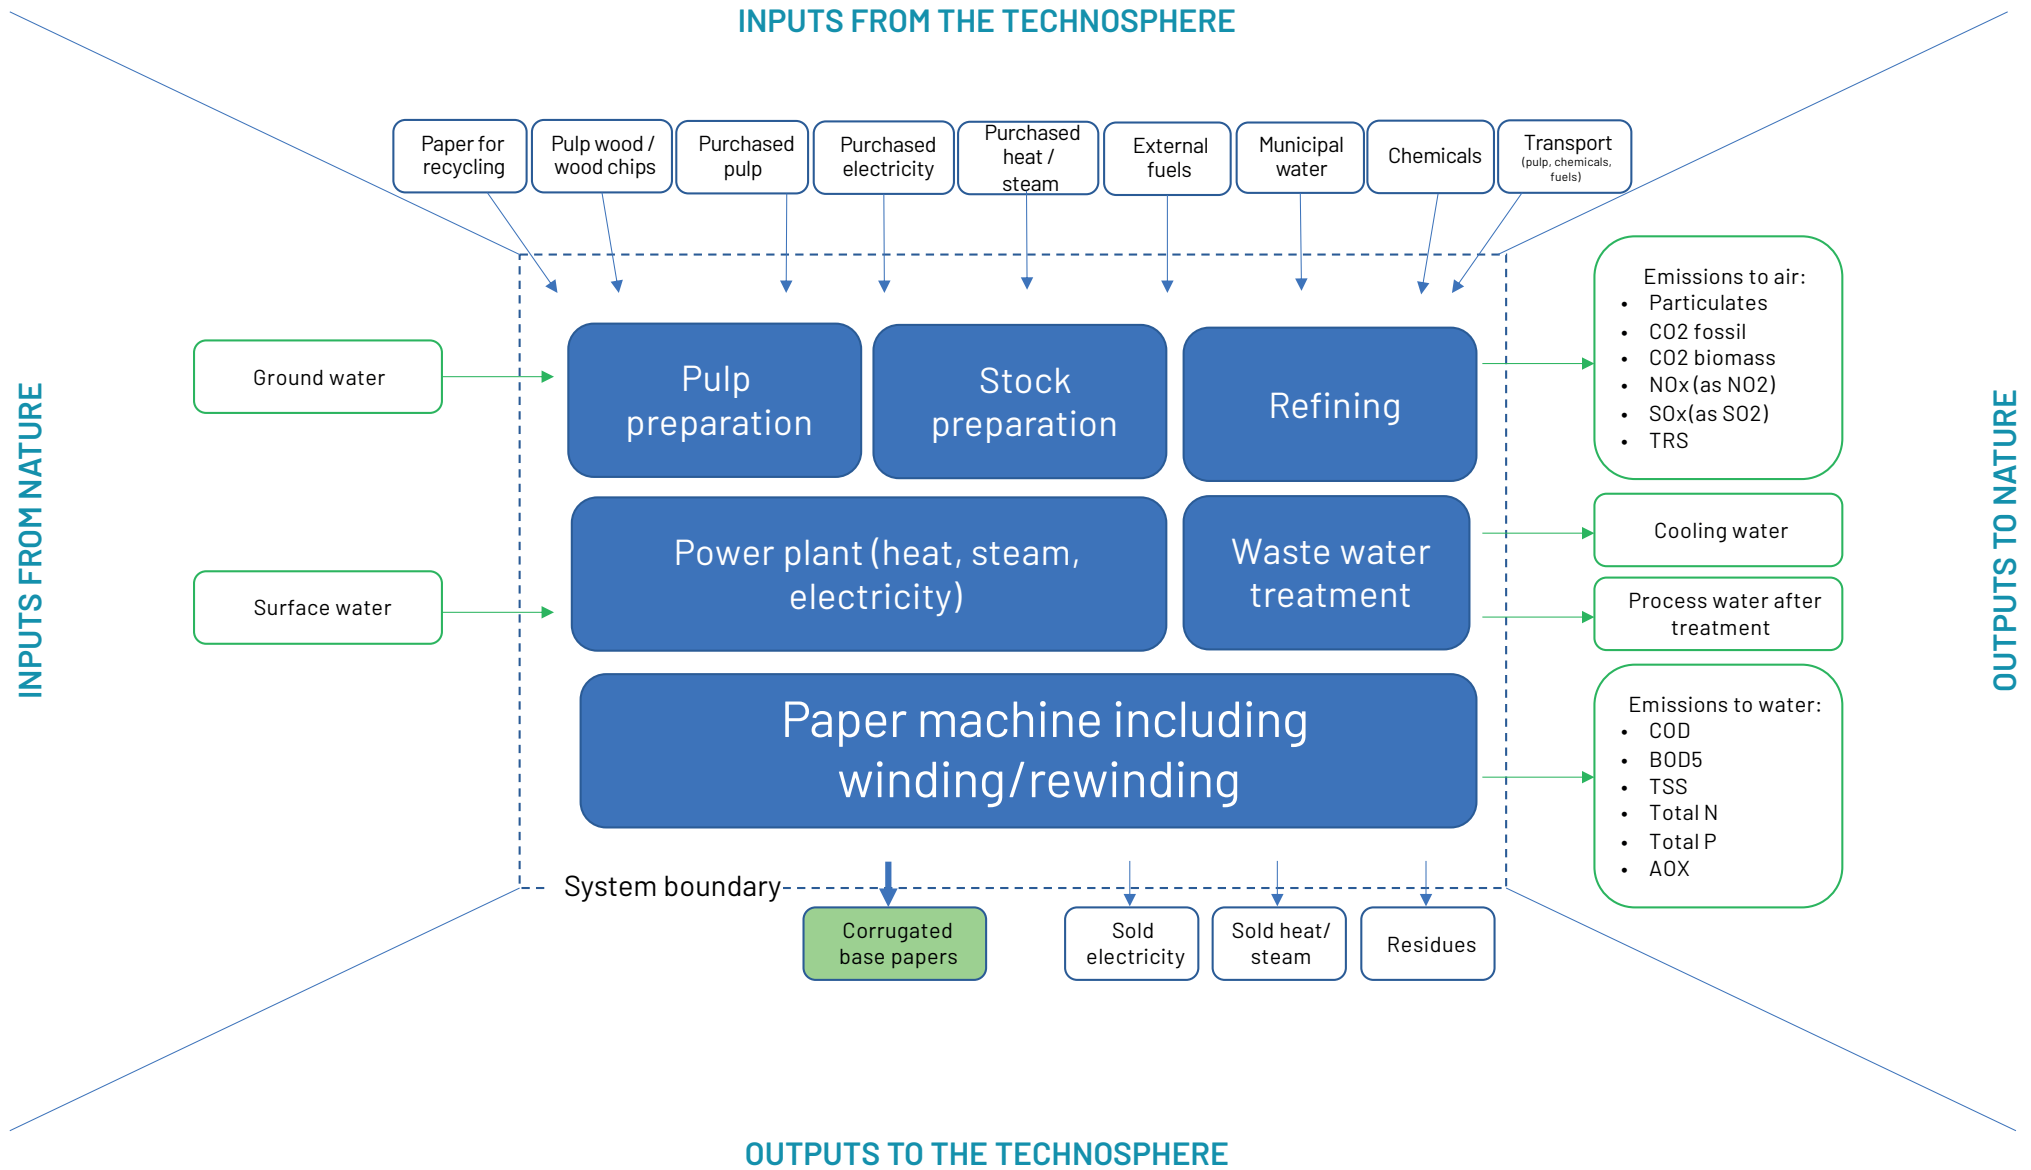 INPUTS FROM THE TECHNOSPHERE
Paper for
recycling
Pulp wood /
wood chips
Purchased
pulp
Purchased
electricity
Purchased
heat /
steam
External
fuels
Municipal
water
Chemicals
Transport
(pulp, chemicals,
fuels)
INPUTS FROM NATURE
Ground water
Surface water
Pulp
preparation
Stock
preparation
Refining
Power plant (heat, steam,
electricity)
Waste water
treatment
Paper machine including
winding/rewinding
System boundary
Emissions to air:
• Particulates
• CO2 fossil
• CO2 biomass
• NOx (as NO2)
• SOx(as SO2)
• TRS
Cooling water
Process water after
treatment
Emissions to water:
• COD
• BOD5
• TSS
• Total N
• Total P
• AOX
OUTPUTS TO NATURE
Corrugated
base papers
Sold
electricity
Sold heat/
steam
Residues
OUTPUTS TO THE TECHNOSPHERE